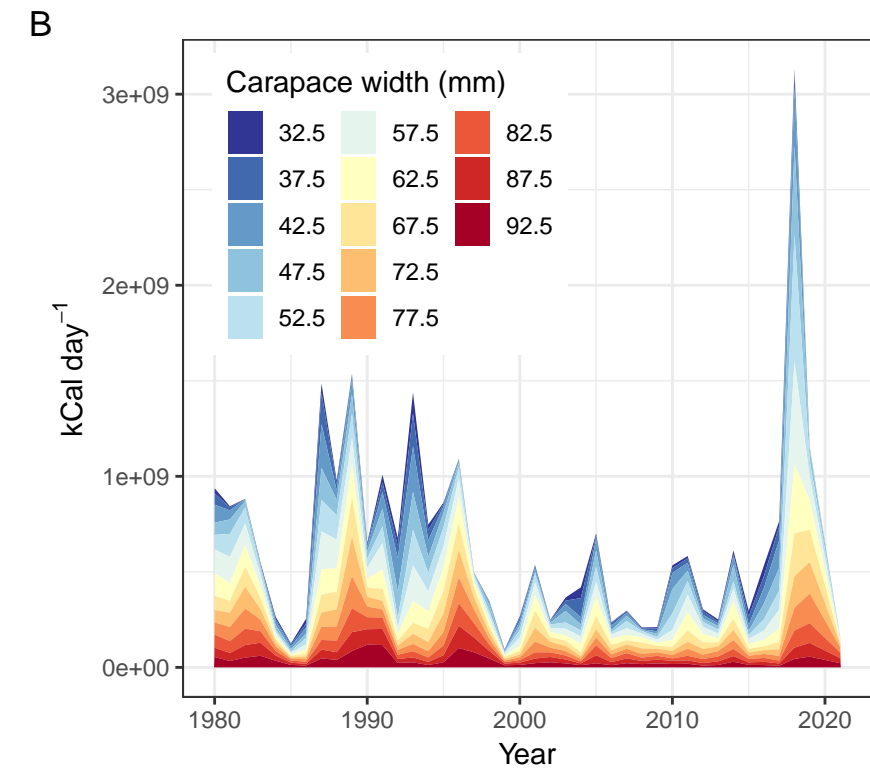 B
Carapace width (mm)
32.5 57.5 82.5
37.5 62.5 87.5
42.5 67.5 92.5
47.5 72.5
52.5 77.5
3e+09
2e+09
1e+09
0e+00
kCal day⁻¹
1980 1990 2000 2010 2020
Year